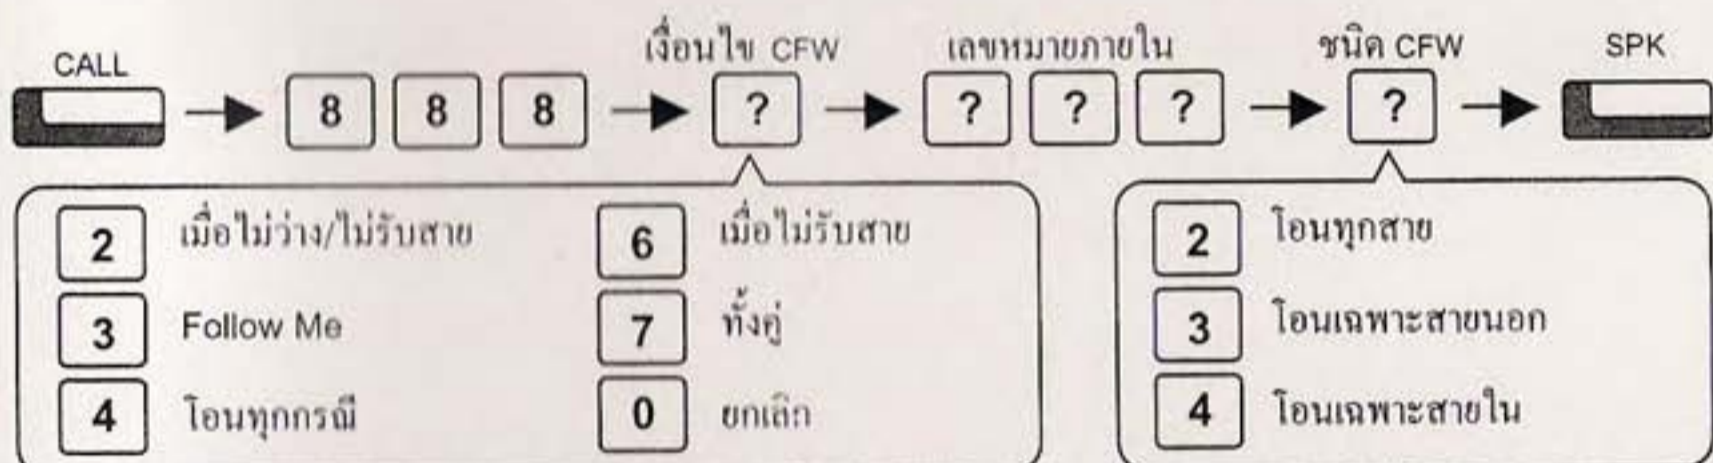 CALL เงื่อนไข CFW เลขหมายภายใน ชนิด CFW SPK
8 8 8 ? ? ? ? ?
2 เมื่อไม่ว่าง/ไม่รับสาย 6 เมื่อไม่รับสาย 2 โอนทุกสาย
3 Follow Me 7 ทั้งคู่ 3 โอนเฉพาะสายนอก
4 โอนทุกกรณี 0 ยกเลิก 4 โอนเฉพาะสายใน